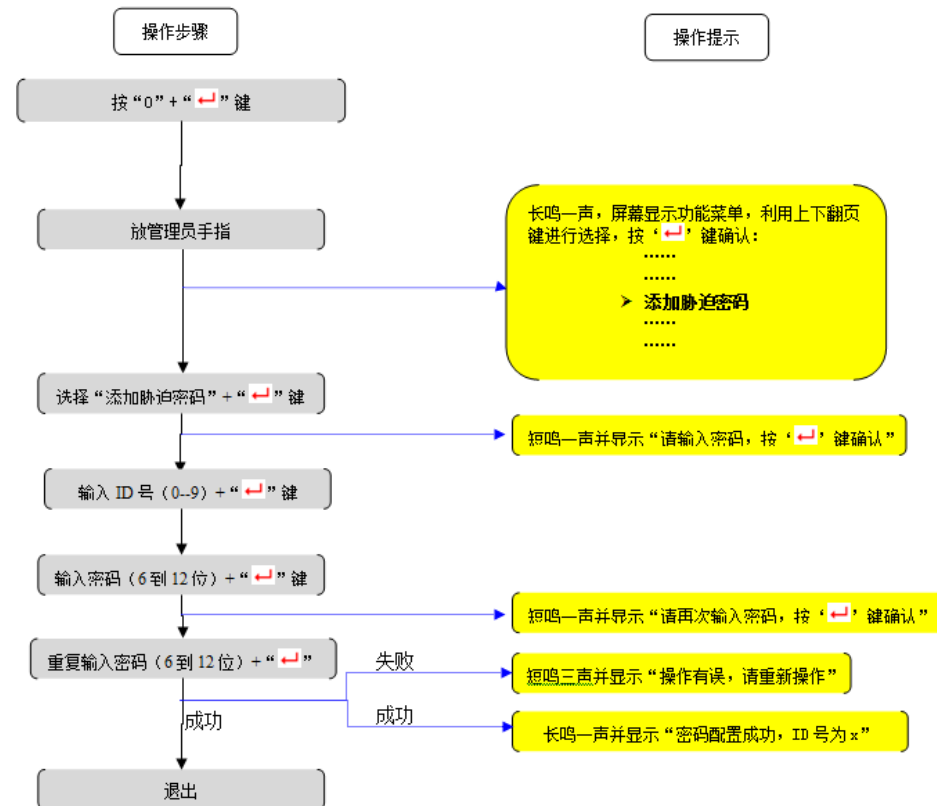 操作步骤
操作提示
按“0”+“↵”键
放管理员手指
长鸣一声，屏幕显示功能菜单，利用上下翻页
键进行选择，按‘↵’键确认：
……
……
➢ 添加胁迫密码
……
……
选择“添加胁迫密码”+“↵”键
短鸣一声并显示“请输入密码，按‘↵’键确认”
输入 ID 号（0--9）+“↵”键
输入密码（6到12位）+“↵”键
短鸣一声并显示“请再次输入密码，按‘↵’键确认”
重复输入密码（6到12位）+“↵”
失败
短鸣三声并显示“操作有误，请重新操作”
成功
成功
长鸣一声并显示“密码配置成功，ID 号为 x”
退出